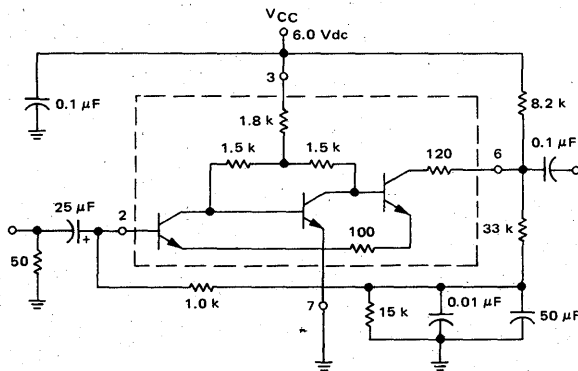 VCC
6.0 Vdc
3
0.1 µF
8.2 k
1.8 k
1.5 k
1.5 k
120
6
0.1 µF
25 µF
2
+
100
33 k
50
1.0 k
7
15 k
0.01 µF
50 µF